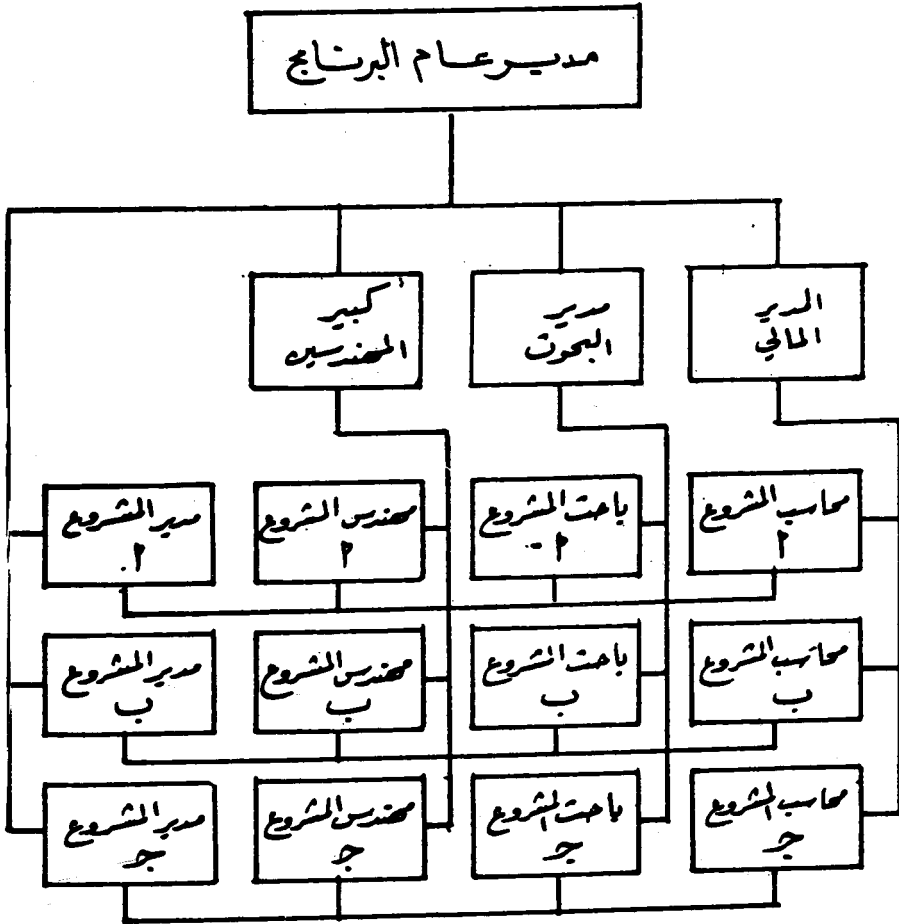 مدير عام البرنامج
المدير
المالي
مدير
البحوث
أكبير
المهندسين
محاسب المشروع
أ
باحث المشروع
أ -
مهندس المشروع
أ
مدير المشروع
أ.
محاسب المشروع
ب
باحث المشروع
ب
مهندس المشروع
ب
مدير المشروع
ب
محاسب المشروع
ج
باحث المشروع
ج
مهندس المشروع
ج
مدير المشروع
ج